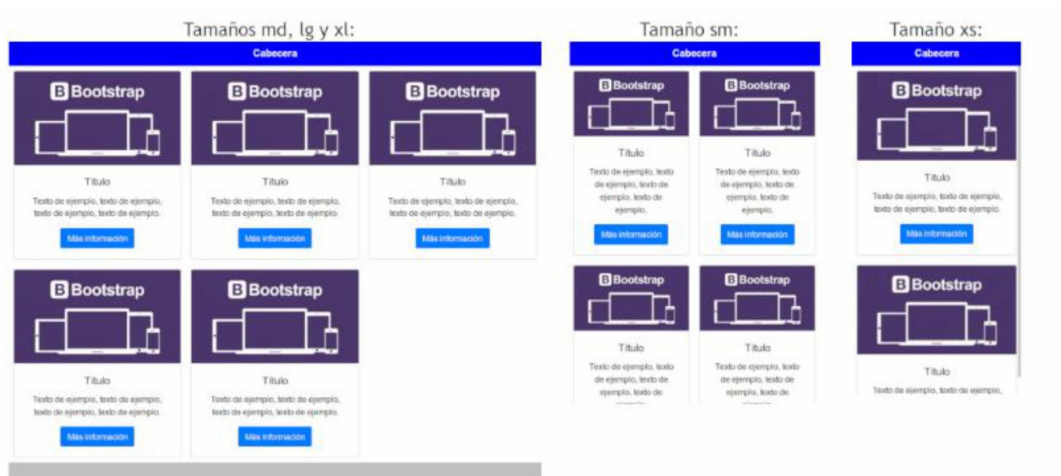 Tamaños md, lg y xl:
Cabecera
B Bootstrap
B Bootstrap
B Bootstrap
Título
Título
Título
Texto de ejemplo, texto de ejemplo,
texto de ejemplo, texto de ejemplo.
Texto de ejemplo, texto de ejemplo,
texto de ejemplo, texto de ejemplo.
Texto de ejemplo, texto de ejemplo,
texto de ejemplo, texto de ejemplo.
Más información
Más información
Más información
B Bootstrap
B Bootstrap
Título
Título
Texto de ejemplo, texto de ejemplo,
texto de ejemplo, texto de ejemplo.
Texto de ejemplo, texto de ejemplo,
texto de ejemplo, texto de ejemplo.
Más información
Más información
Tamaño sm:
Cabecera
B Bootstrap
B Bootstrap
Título
Título
Texto de ejemplo, texto
de ejemplo, texto de
ejemplo, texto de
ejemplo.
Texto de ejemplo, texto
de ejemplo, texto de
ejemplo, texto de
ejemplo.
Más información
Más información
B Bootstrap
B Bootstrap
Título
Título
Texto de ejemplo, texto
de ejemplo, texto de
ejemplo, texto de
Texto de ejemplo, texto
de ejemplo, texto de
ejemplo, texto de
Tamaño xs:
Cabecera
B Bootstrap
Título
Texto de ejemplo, texto de ejemplo,
texto de ejemplo, texto de ejemplo.
Más información
B Bootstrap
Título
Texto de ejemplo, texto de ejemplo,